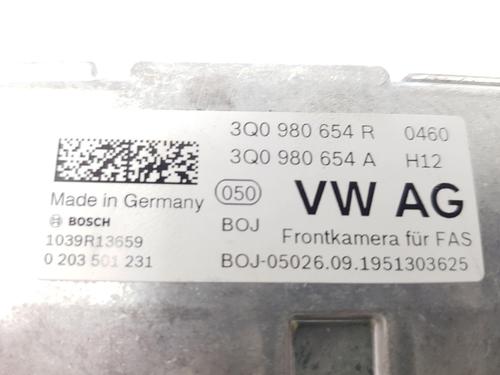 3Q0 980 654 R 0460
3Q0 980 654 A H12
Made in Germany 050 VW AG
BOSCH BOJ
1039R13659 Frontkamera für FAS
0 203 501 231 BOJ-05026.09.1951303625